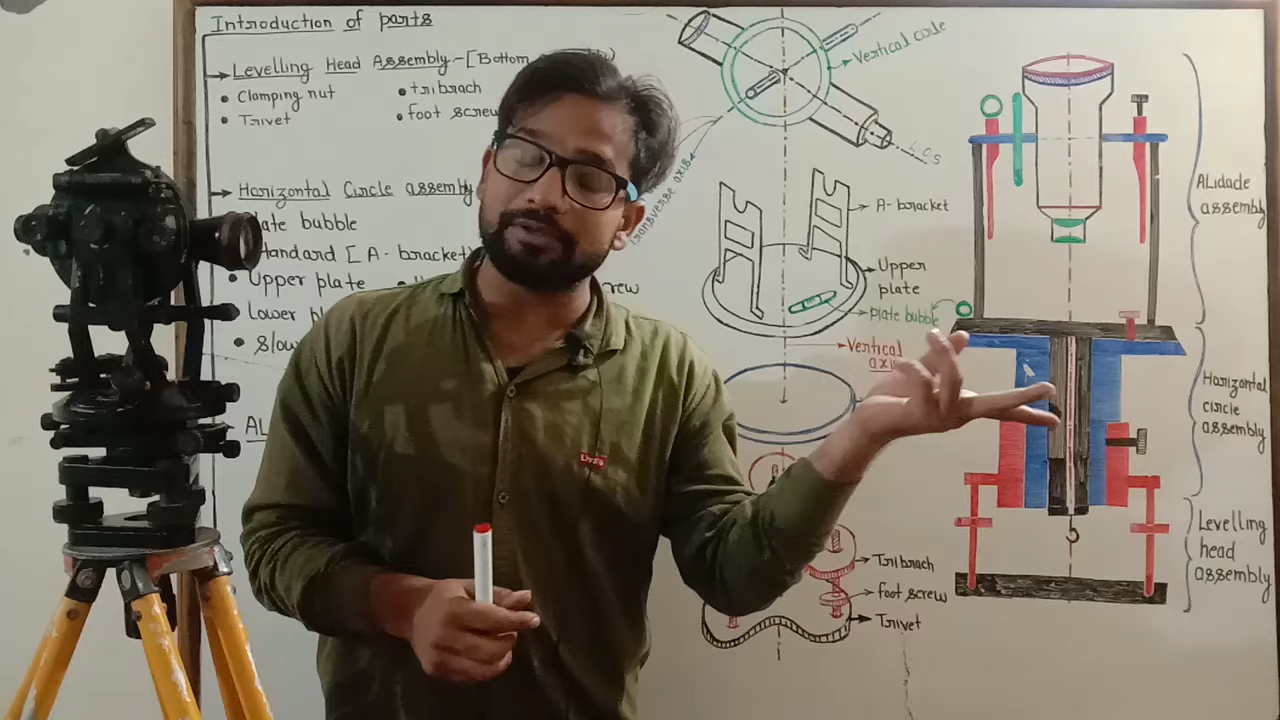 Introduction of parts
Levelling Head Assembly - [Bottom
• Clamping nut
• tribrach
• Trivet
• foot screw
Horizontal Circle assembly
late bubble
tandard [A-bracket]
• Upper plate
rew
• Lower
• Slow
AL
Vertical circle
L.C.S
Transverse axis
A-bracket
Upper
plate
plate bubble
Vertical
Tribrach
foot screw
Trivet
ALidade
assembly
Horizontal
circle
assembly
Levelling
head
assembly